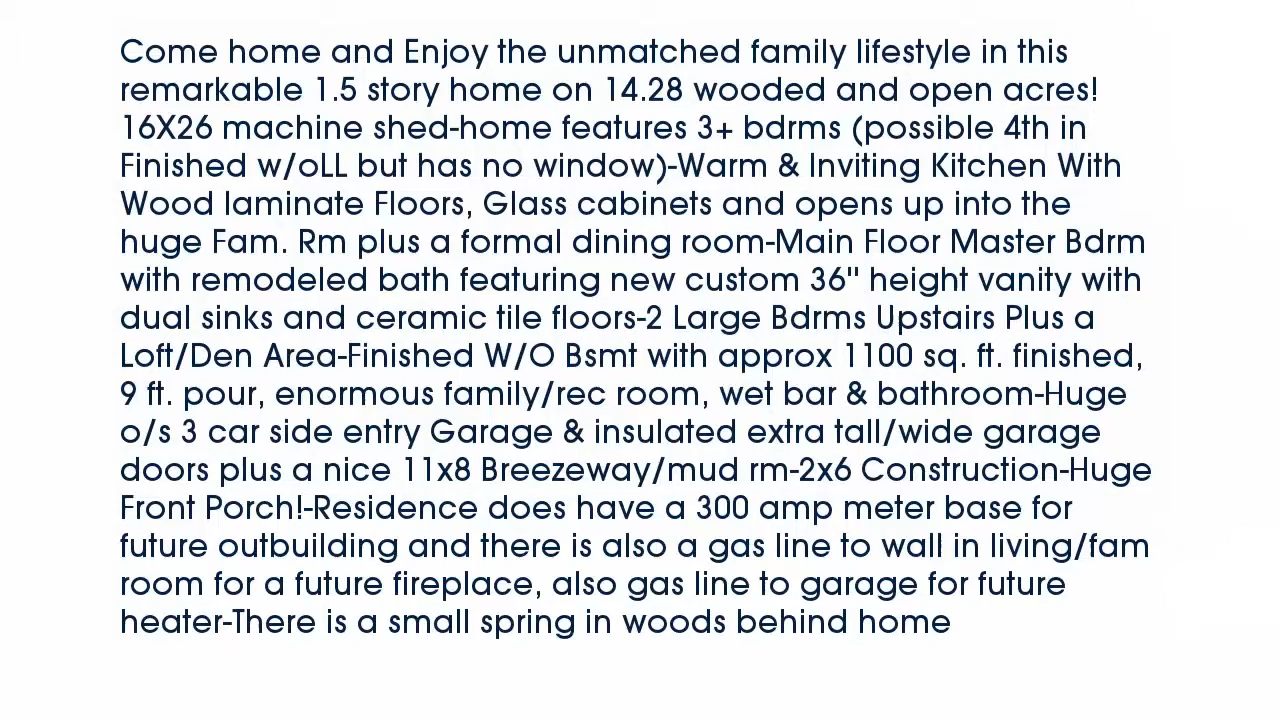 Come home and Enjoy the unmatched family lifestyle in this
remarkable 1.5 story home on 14.28 wooded and open acres!
16X26 machine shed-home features 3+ bdrms (possible 4th in
Finished w/oLL but has no window)-Warm & Inviting Kitchen With
Wood laminate Floors, Glass cabinets and opens up into the
huge Fam. Rm plus a formal dining room-Main Floor Master Bdrm
with remodeled bath featuring new custom 36" height vanity with
dual sinks and ceramic tile floors-2 Large Bdrms Upstairs Plus a
Loft/Den Area-Finished W/O Bsmt with approx 1100 sq. ft. finished,
9 ft. pour, enormous family/rec room, wet bar & bathroom-Huge
o/s 3 car side entry Garage & insulated extra tall/wide garage
doors plus a nice 11x8 Breezeway/mud rm-2x6 Construction-Huge
Front Porch!-Residence does have a 300 amp meter base for
future outbuilding and there is also a gas line to wall in living/fam
room for a future fireplace, also gas line to garage for future
heater-There is a small spring in woods behind home